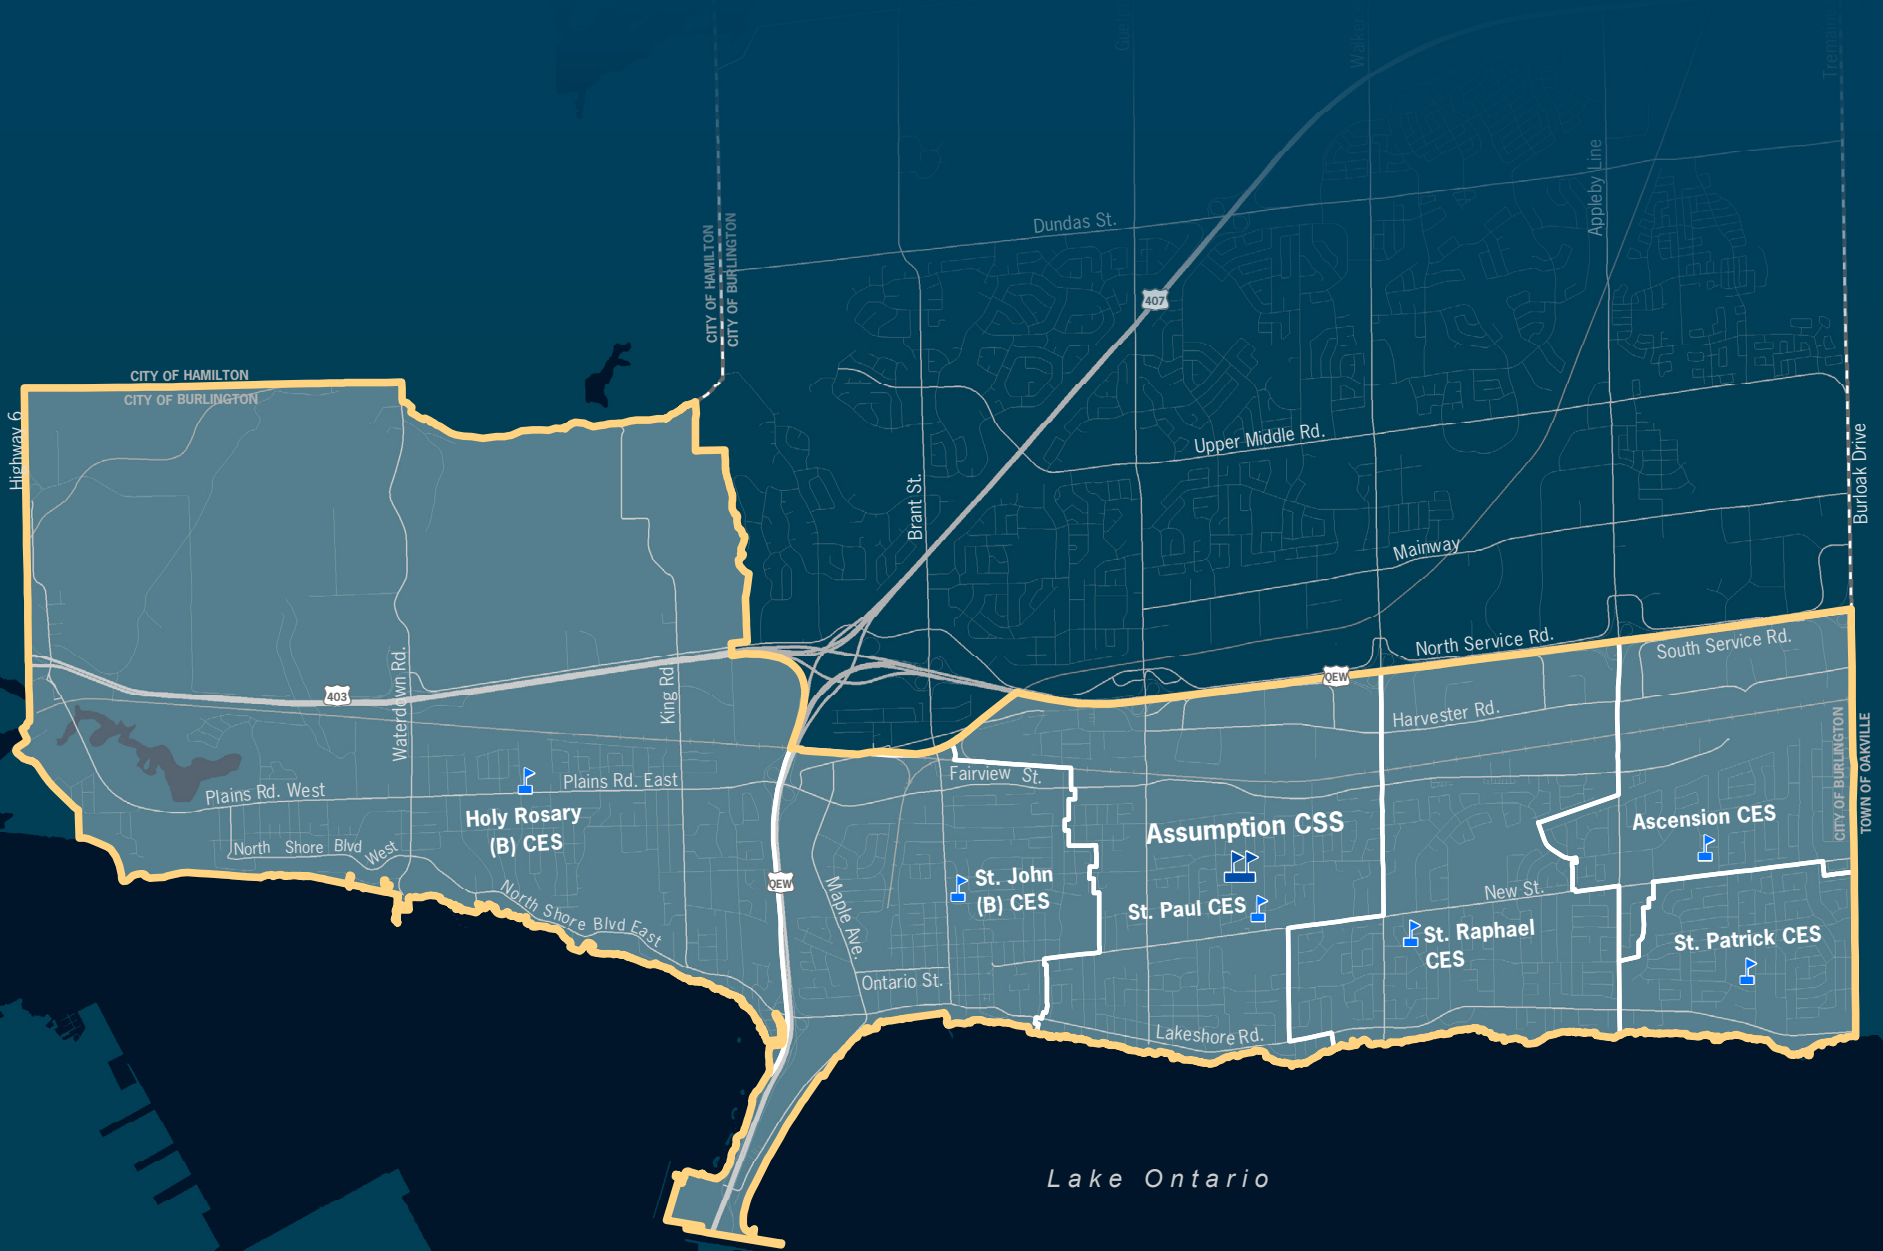 Guelph
Walker
Tremaine
Appleby Line
Dundas St.
CITY OF HAMILTON
CITY OF BURLINGTON
407
CITY OF HAMILTON
CITY OF BURLINGTON
Highway 6
Upper Middle Rd.
Brant St.
Burloak Drive
Mainway
North Service Rd.
South Service Rd.
QEW
403
Waterdown Rd.
King Rd
Harvester Rd.
CITY OF BURLINGTON
TOWN OF OAKVILLE
Fairview St.
Plains Rd. West
Plains Rd. East
Holy Rosary
(B) CES
Assumption CSS
Ascension CES
North Shore Blvd West
QEW
St. John
(B) CES
St. Paul CES
New St.
North Shore Blvd East
Maple Ave.
St. Raphael
CES
St. Patrick CES
Ontario St.
Lakeshore Rd.
Lake Ontario